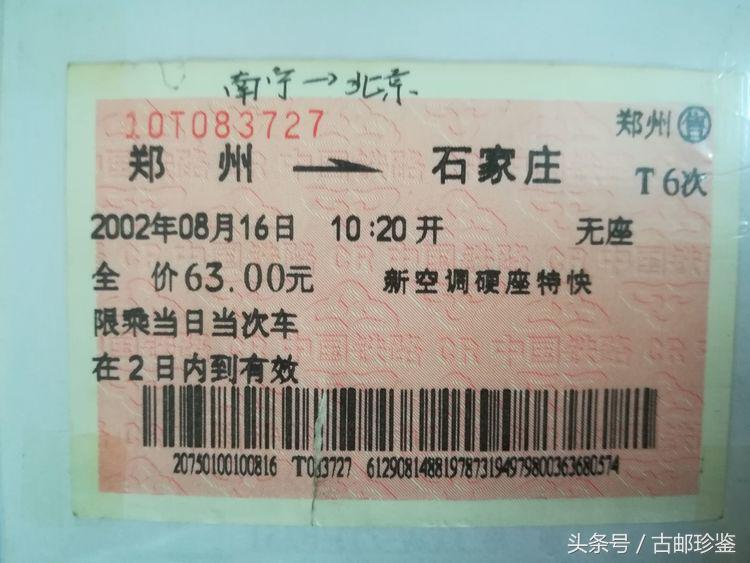 南宁→北京
10T083727
郑州售
郑 州 → 石家庄
T6次
2002年08月16日 10:20开 无座
全 价63.00元 新空调硬座特快
限乘当日当次车
在2日内到有效
20750100100816 T083727 6129081488197873194979800363680574
头条号 / 古邮珍鉴